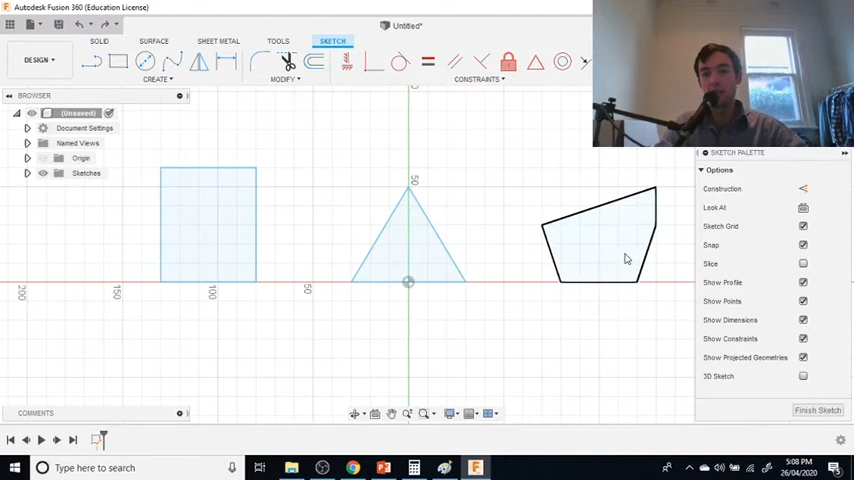 Autodesk Fusion 360 (Education License)
Untitled*
SOLID SURFACE SHEET METAL TOOLS SKETCH
DESIGN
CREATE MODIFY CONSTRAINTS
BROWSER
(Unsaved)
Document Settings
Named Views
Origin
Sketches
SKETCH PALETTE
Options
Construction
Look At
Sketch Grid
Snap
Slice
Show Profile
Show Points
Show Dimensions
Show Constraints
Show Projected Geometries
3D Sketch
Finish Sketch
50
200
150
100
50
COMMENTS
Type here to search
5:08 PM
26/04/2020